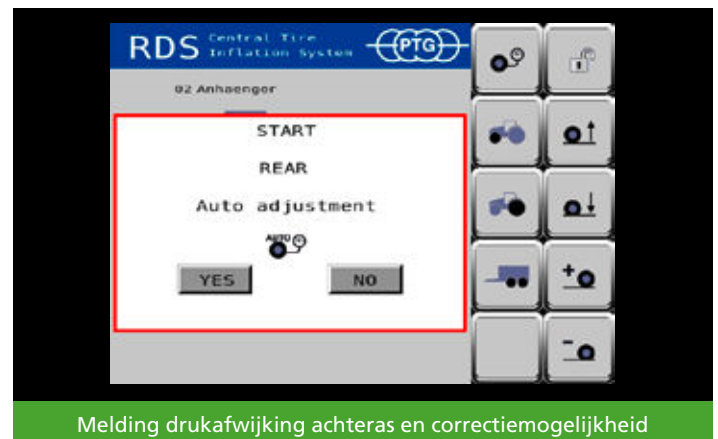 RDS Central Tire Inflation System PTG
02 Anhaenger
START
REAR
Auto adjustment
AUTO
YES NO
+
-
Melding drukafwijking achteras en correctiemogelijkheid